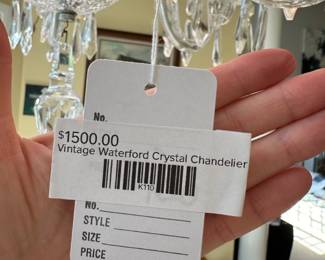 No.
$1500.00
Vintage Waterford Crystal Chandelier
K110
No.
STYLE
SIZE
PRICE